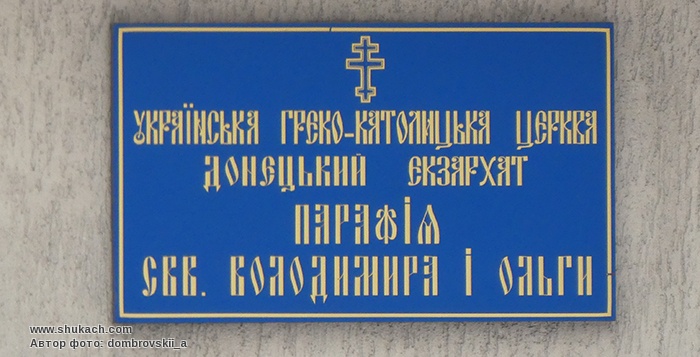 УКРАЇНСЬКА ГРЕКО-КАТОЛИЦЬКА ЦЕРКВА
ДОНЕЦЬКИЙ ЕКЗАРХАТ
ПАРАФІЯ
СВВ. ВОЛОДИМИРА І ОЛЬГИ
www.shukach.com
Автор фото: dombrovskii_a